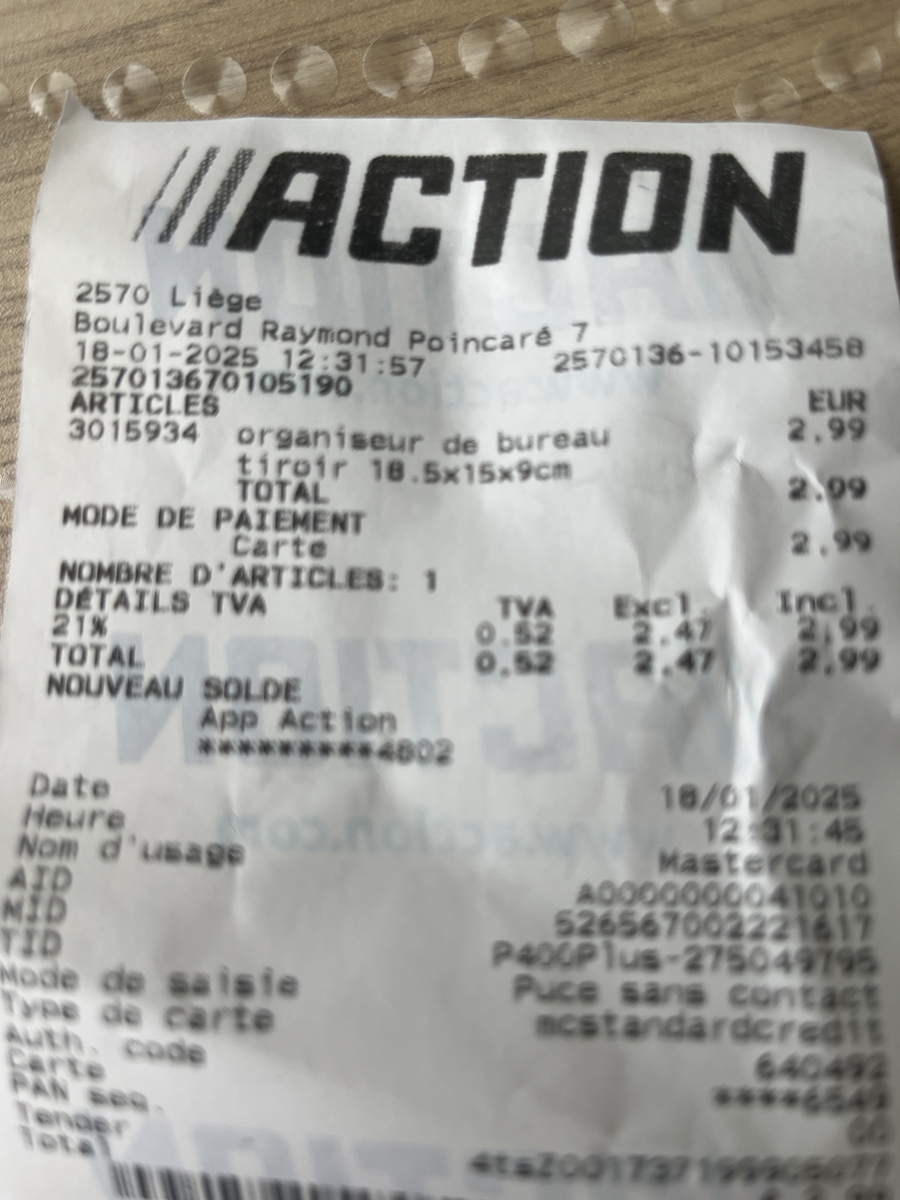 ACTION
2570 Liège
Boulevard Raymond Poincaré 7
18-01-2025 12:31:57 2570136-10153458
257013670105190
ARTICLES EUR
3015934 organiseur de bureau 2.99
tiroir 18.5x15x9cm
TOTAL 2.99
MODE DE PAIEMENT
Carte 2.99
NOMBRE D'ARTICLES: 1
DÉTAILS TVA TVA Excl. Incl.
21% 0.52 2.47 2.99
TOTAL 0.52 2.47 2.99
NOUVEAU SOLDE
App Action
*********4802
Date 18/01/2025
Heure 12:31:45
Nom d'usage Mastercard
AID A0000000041010
MID 526567002221617
TID P400Plus-275049795
Mode de saisie Puce sans contact
Type de carte mcstandardcredit
Auth. code 640492
Carte ****6549
PAN seq. 00
Tender
Total